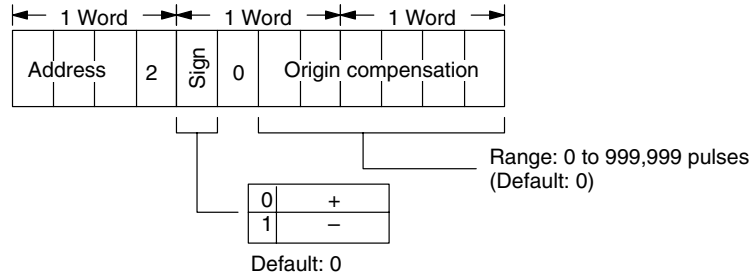 1 Word 1 Word 1 Word
Address 2 Sign 0 Origin compensation
Range: 0 to 999,999 pulses
(Default: 0)
0 +
1 –
Default: 0